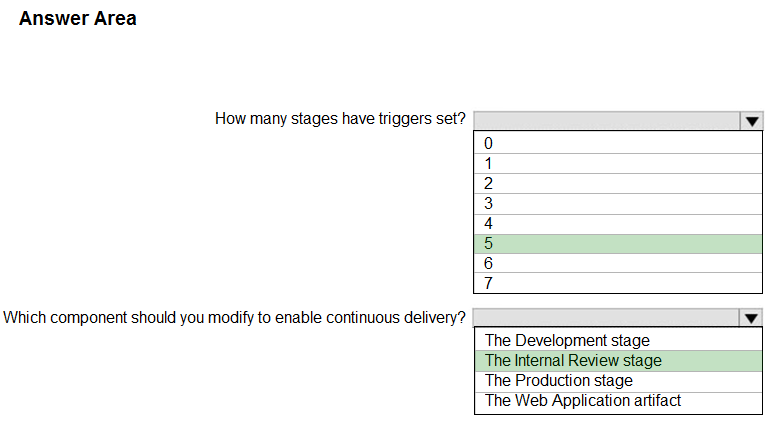 Answer Area
How many stages have triggers set?
0
1
2
3
4
5
6
7
Which component should you modify to enable continuous delivery?
The Development stage
The Internal Review stage
The Production stage
The Web Application artifact